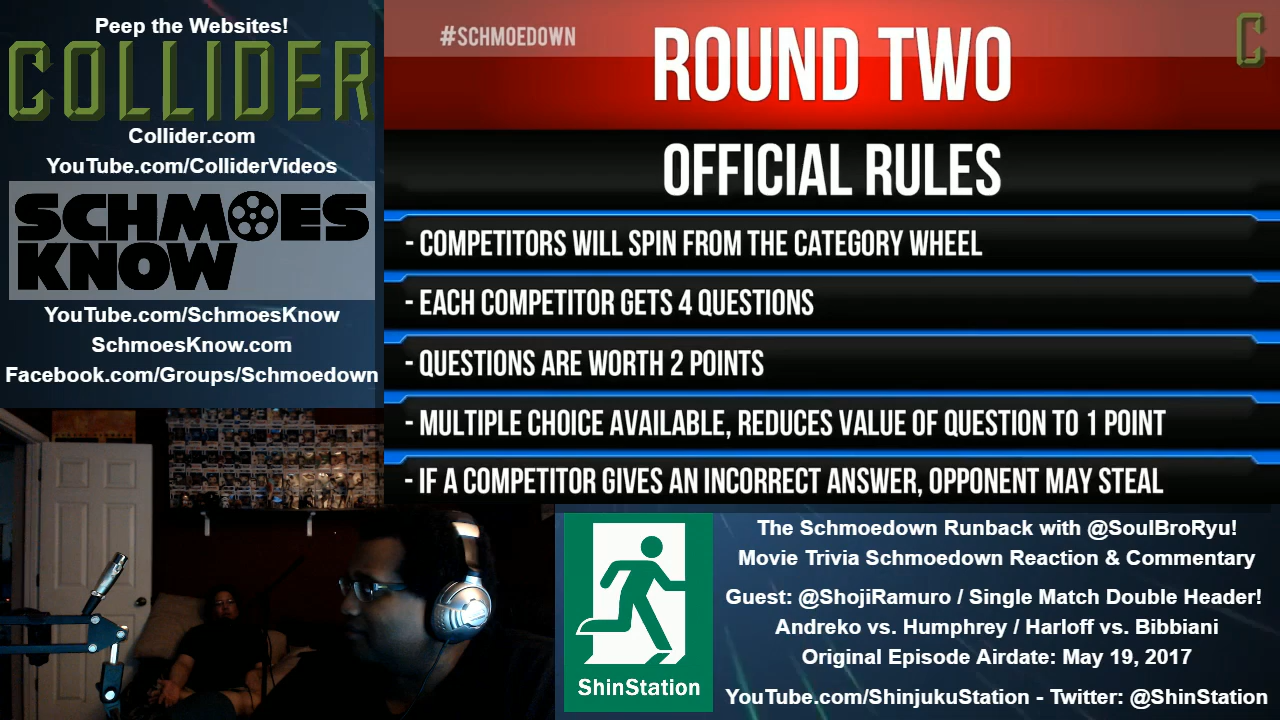 Peep the Websites!
COLLIDER
Collider.com
YouTube.com/ColliderVideos
SCHMOES
KNOW
YouTube.com/SchmoesKnow
SchmoesKnow.com
Facebook.com/Groups/Schmoedown
#SCHMOEDOWN
C
ROUND TWO
OFFICIAL RULES
- COMPETITORS WILL SPIN FROM THE CATEGORY WHEEL
- EACH COMPETITOR GETS 4 QUESTIONS
- QUESTIONS ARE WORTH 2 POINTS
- MULTIPLE CHOICE AVAILABLE, REDUCES VALUE OF QUESTION TO 1 POINT
- IF A COMPETITOR GIVES AN INCORRECT ANSWER, OPPONENT MAY STEAL
ShinStation
The Schmoedown Runback with @SoulBroRyu!
Movie Trivia Schmoedown Reaction & Commentary
Guest: @ShojiRamuro / Single Match Double Header!
Andreko vs. Humphrey / Harloff vs. Bibbiani
Original Episode Airdate: May 19, 2017
YouTube.com/ShinjukuStation - Twitter: @ShinStation